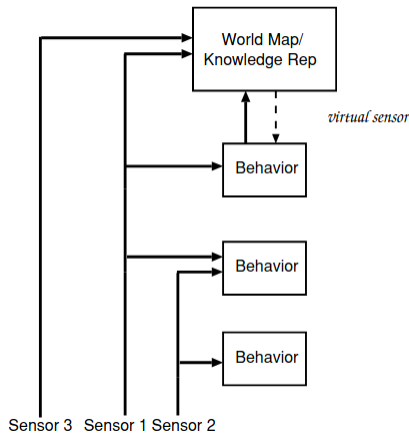 World Map/
Knowledge Rep
virtual sensor
Behavior
Behavior
Behavior
Sensor 3 Sensor 1 Sensor 2